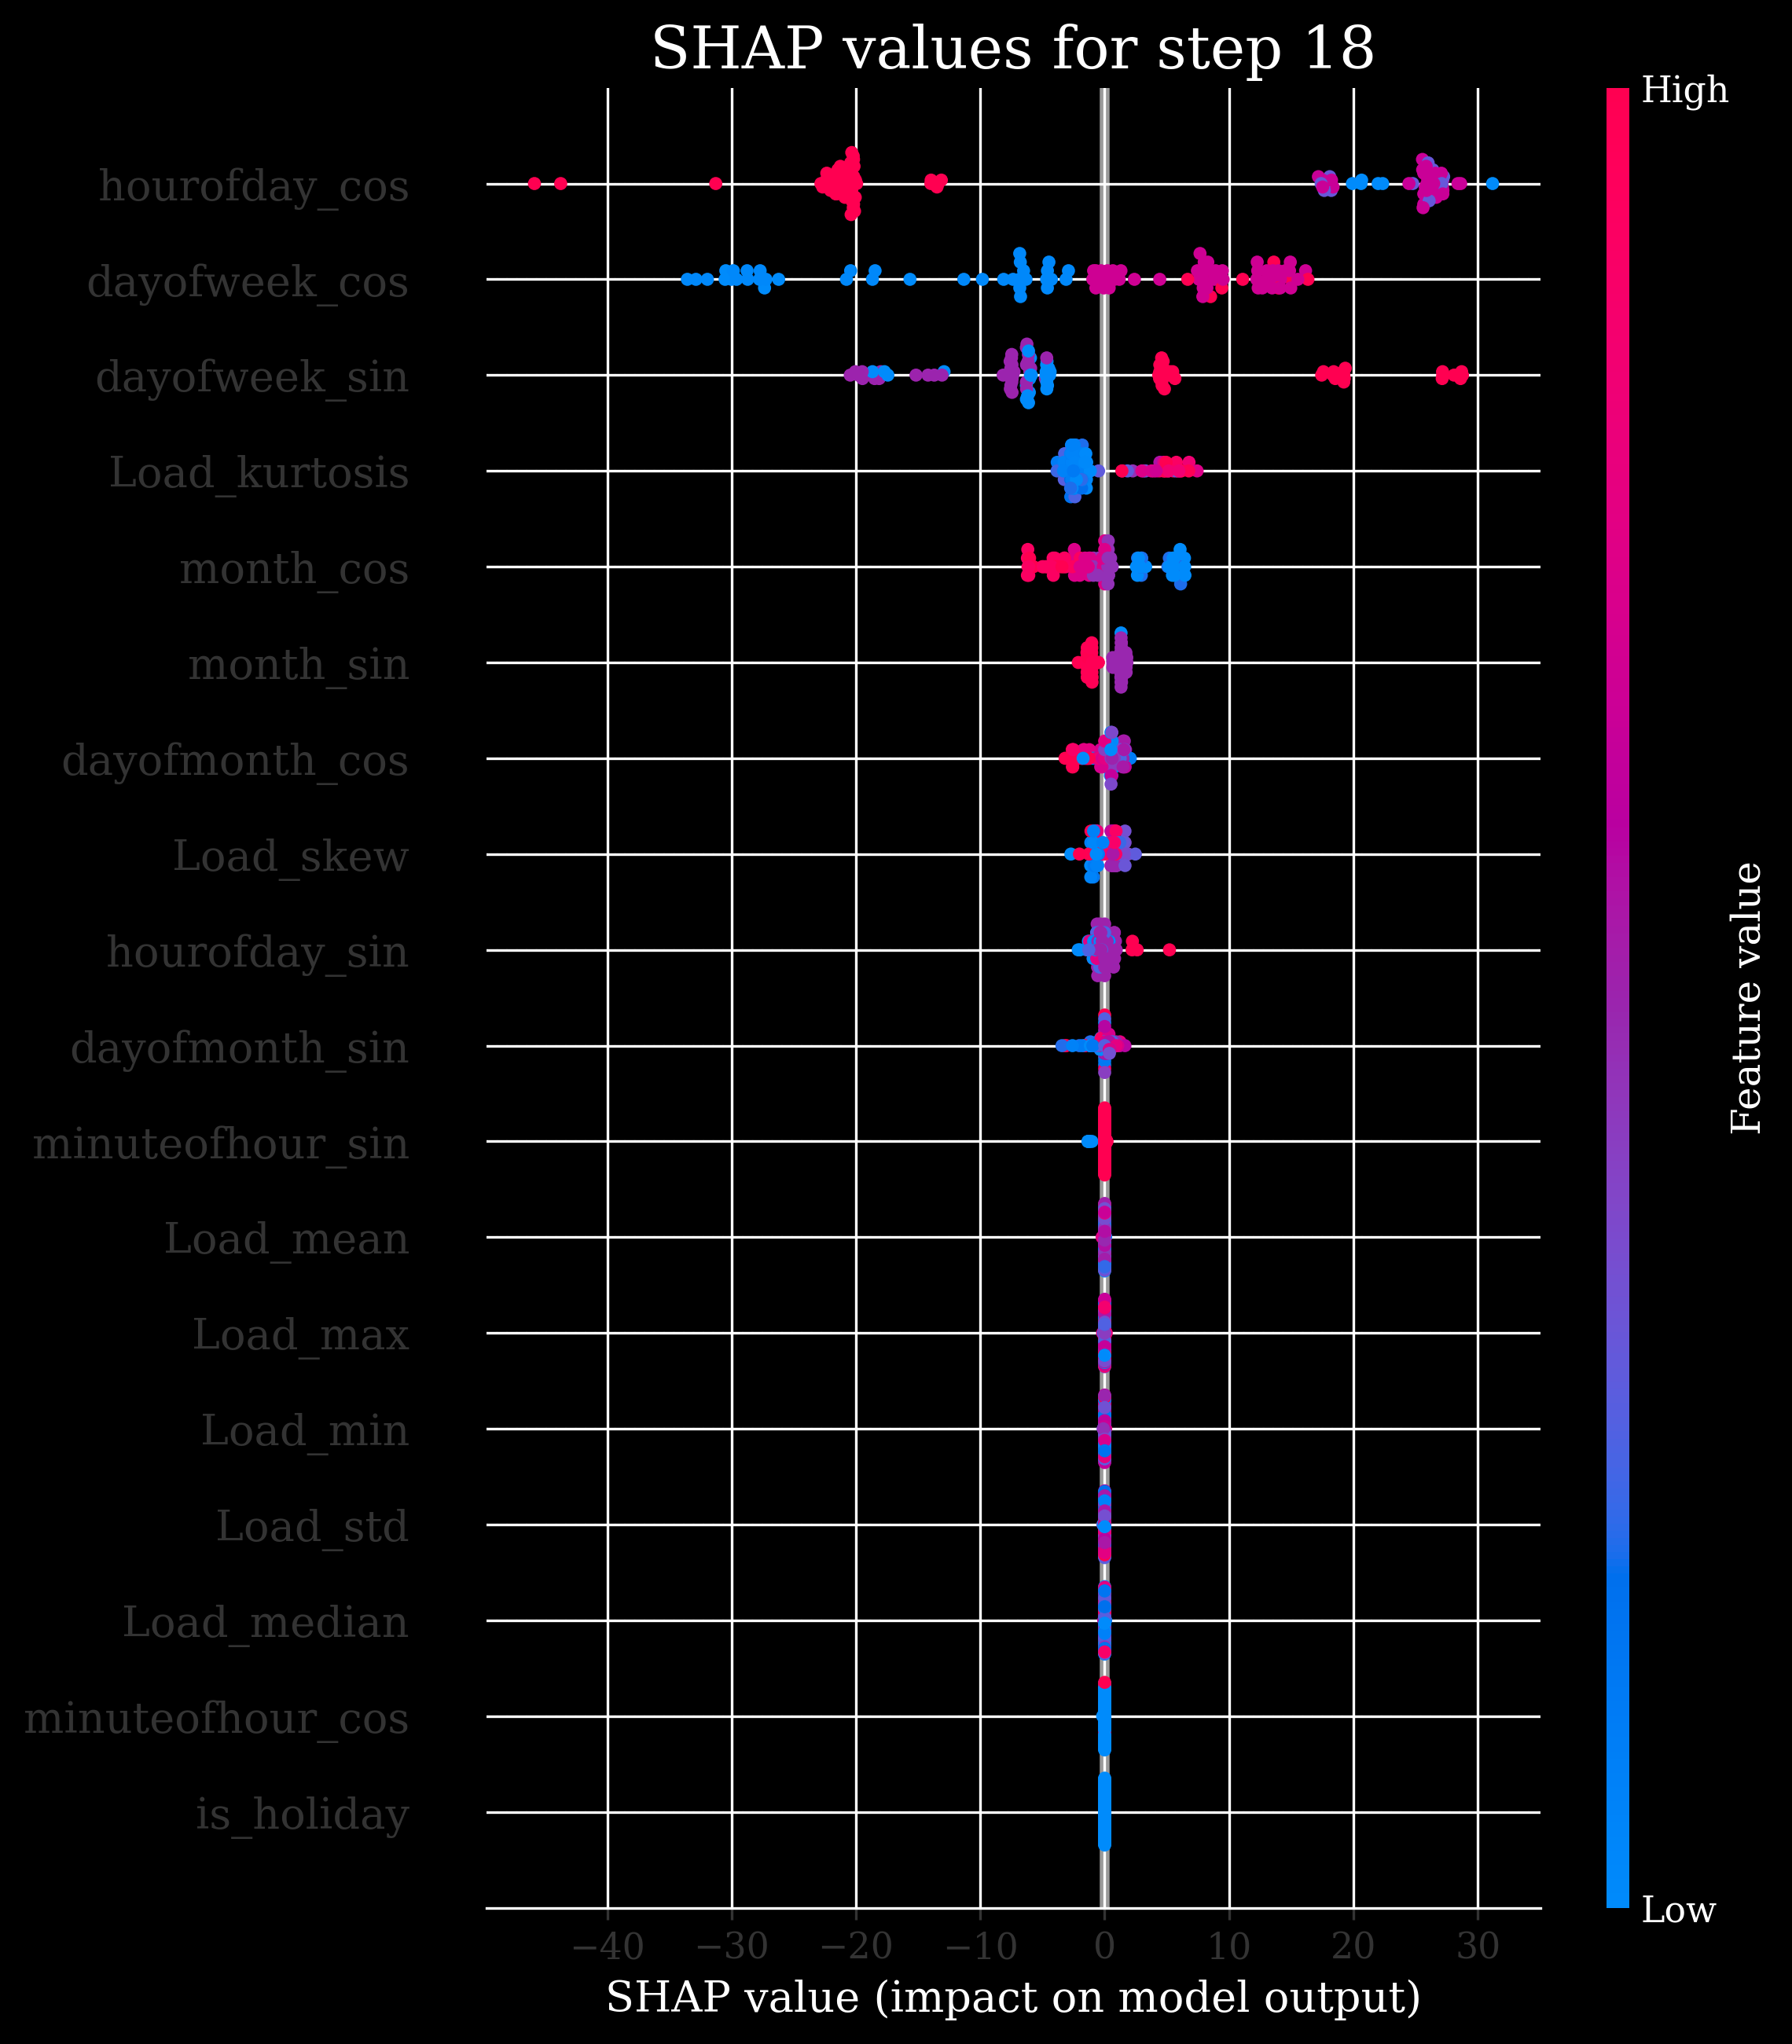 SHAP values for step 18
High
hourofday_cos
dayofweek_cos
dayofweek_sin
Load_kurtosis
month_cos
month_sin
dayofmonth_cos
Load_skew
hourofday_sin
dayofmonth_sin
minuteofhour_sin
Load_mean
Load_max
Load_min
Load_std
Load_median
minuteofhour_cos
is_holiday
Feature value
Low
−40 −30 −20 −10 0 10 20 30
SHAP value (impact on model output)